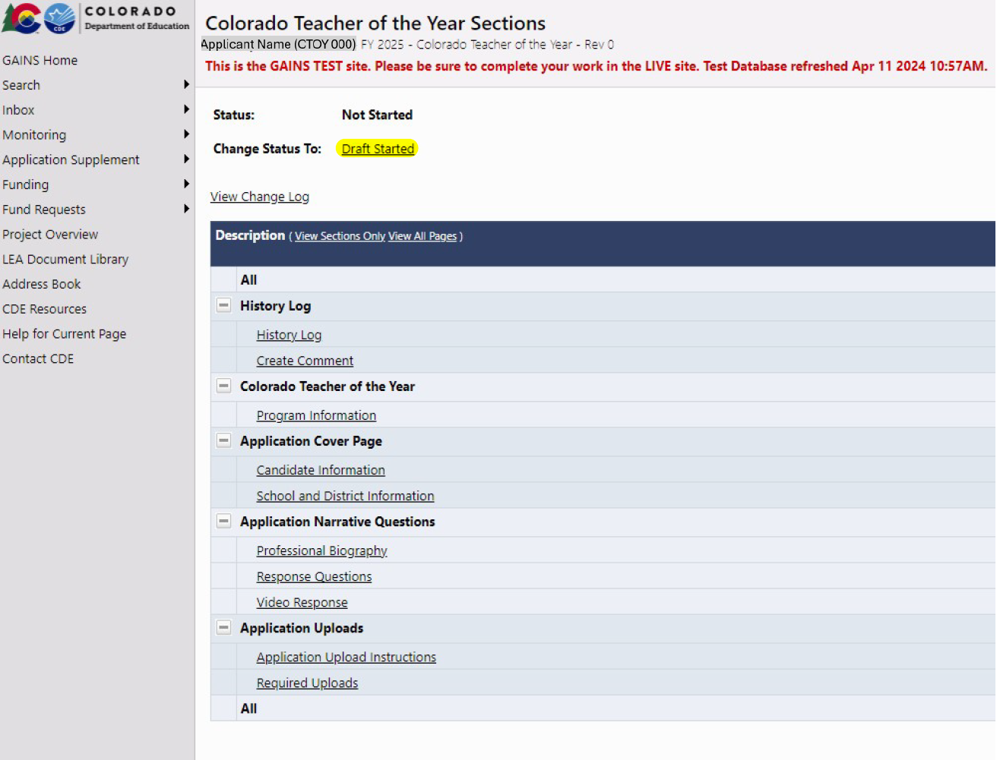 COLORADO
Department of Education
CDE
GAINS Home
Search
Inbox
Monitoring
Application Supplement
Funding
Fund Requests
Project Overview
LEA Document Library
Address Book
CDE Resources
Help for Current Page
Contact CDE
Colorado Teacher of the Year Sections
Applicant Name (CTOY 000) FY 2025 - Colorado Teacher of the Year - Rev 0
This is the GAINS TEST site. Please be sure to complete your work in the LIVE site. Test Database refreshed Apr 11 2024 10:57AM.
Status: Not Started
Change Status To: Draft Started
View Change Log
Description ( View Sections Only View All Pages )
All
History Log
History Log
Create Comment
Colorado Teacher of the Year
Program Information
Application Cover Page
Candidate Information
School and District Information
Application Narrative Questions
Professional Biography
Response Questions
Video Response
Application Uploads
Application Upload Instructions
Required Uploads
All